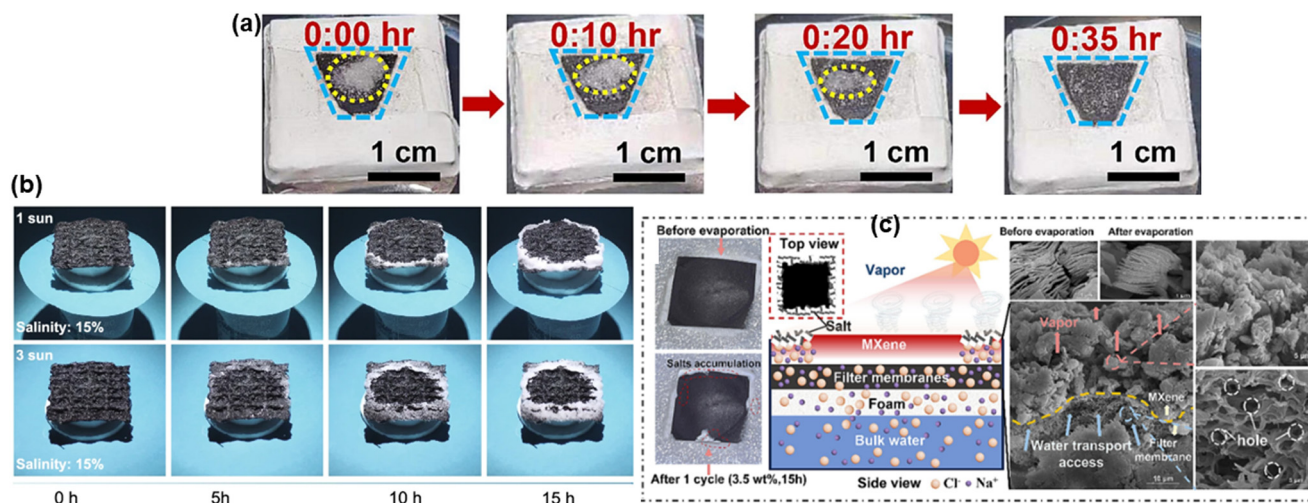 (a)
0:00 hr
0:10 hr
0:20 hr
0:35 hr
1 cm
1 cm
1 cm
1 cm
(b)
1 sun
Salinity: 15%
3 sun
Salinity: 15%
0 h
5h
10 h
15 h
(c)
Before evaporation
Salts accumulation
After 1 cycle (3.5 wt%,15h)
Top view
Vapor
Salt
MXene
Filter membranes
Foam
Bulk water
Side view
Cl⁻
Na⁺
Before evaporation
After evaporation
Vapor
MXene
Water transport
access
Filter
membrane
hole